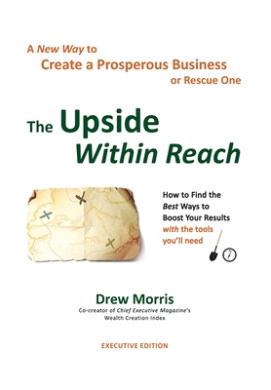 A New Way to
Create a Prosperous Business
or Rescue One
The Upside
Within Reach
How to Find the
Best Ways to
Boost Your Results
with the tools
you'll need
Drew Morris
Co-creator of Chief Executive Magazine's
Wealth Creation Index
EXECUTIVE EDITION